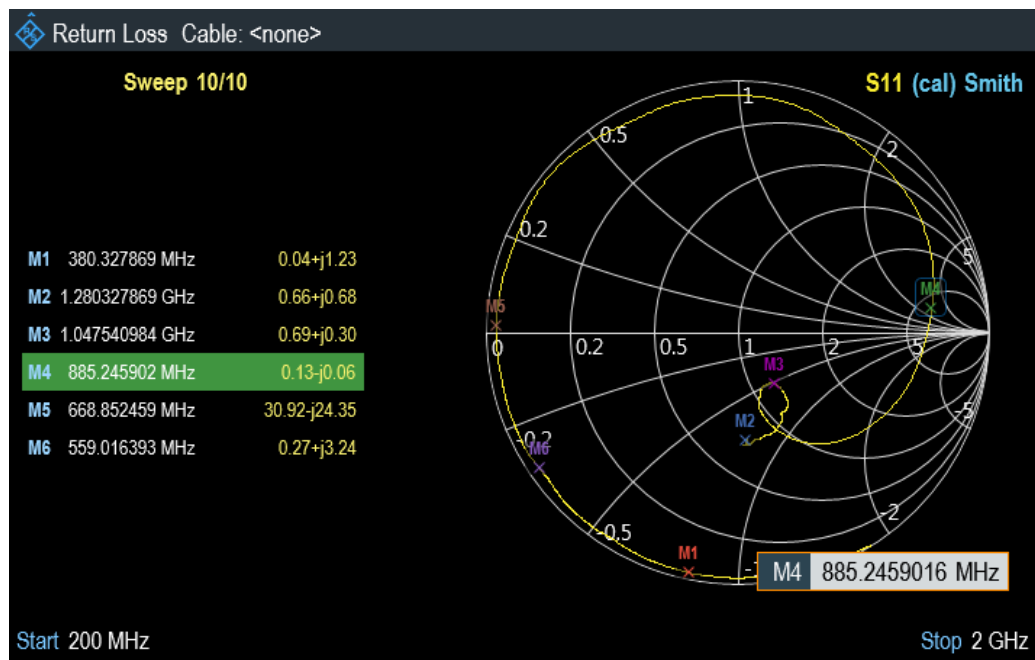 Return Loss Cable: <none>
Sweep 10/10
S11 (cal) Smith
M1 380.327869 MHz 0.04+j1.23
M2 1.280327869 GHz 0.66+j0.68
M3 1.047540984 GHz 0.69+j0.30
M4 885.245902 MHz 0.13-j0.06
M5 668.852459 MHz 30.92-j24.35
M6 559.016393 MHz 0.27+j3.24
1
0.5
2
0.2
5
M4
M5
0 0.2 0.5 1 2 5
M3
-5
M2
-0.2
M6
-2
-0.5
M1
M4 885.2459016 MHz
Start 200 MHz
Stop 2 GHz